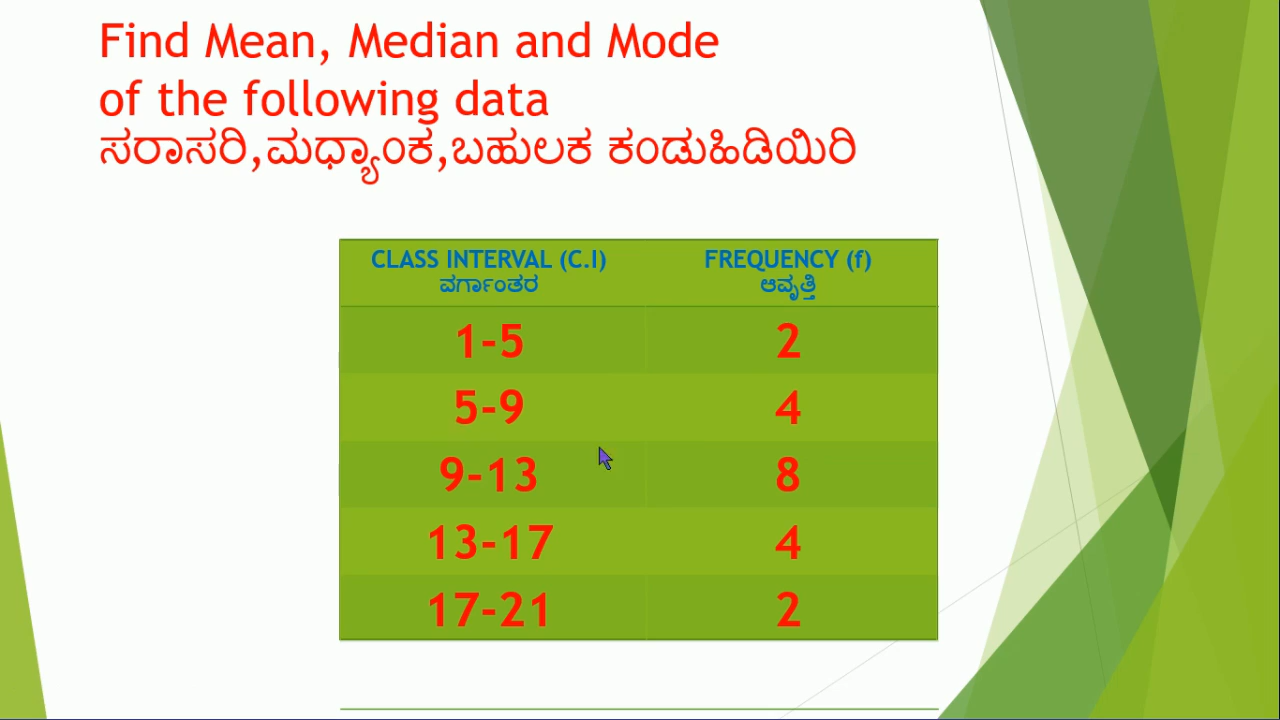 Find Mean, Median and Mode
of the following data
ಸರಾಸರಿ,ಮಧ್ಯಾಂಕ,ಬಹುಲಕ ಕಂಡುಹಿಡಿಯಿರಿ
CLASS INTERVAL (C.I) FREQUENCY (f)
ವರ್ಗಾಂತರ ಆವೃತ್ತಿ
1-5 2
5-9 4
9-13 8
13-17 4
17-21 2